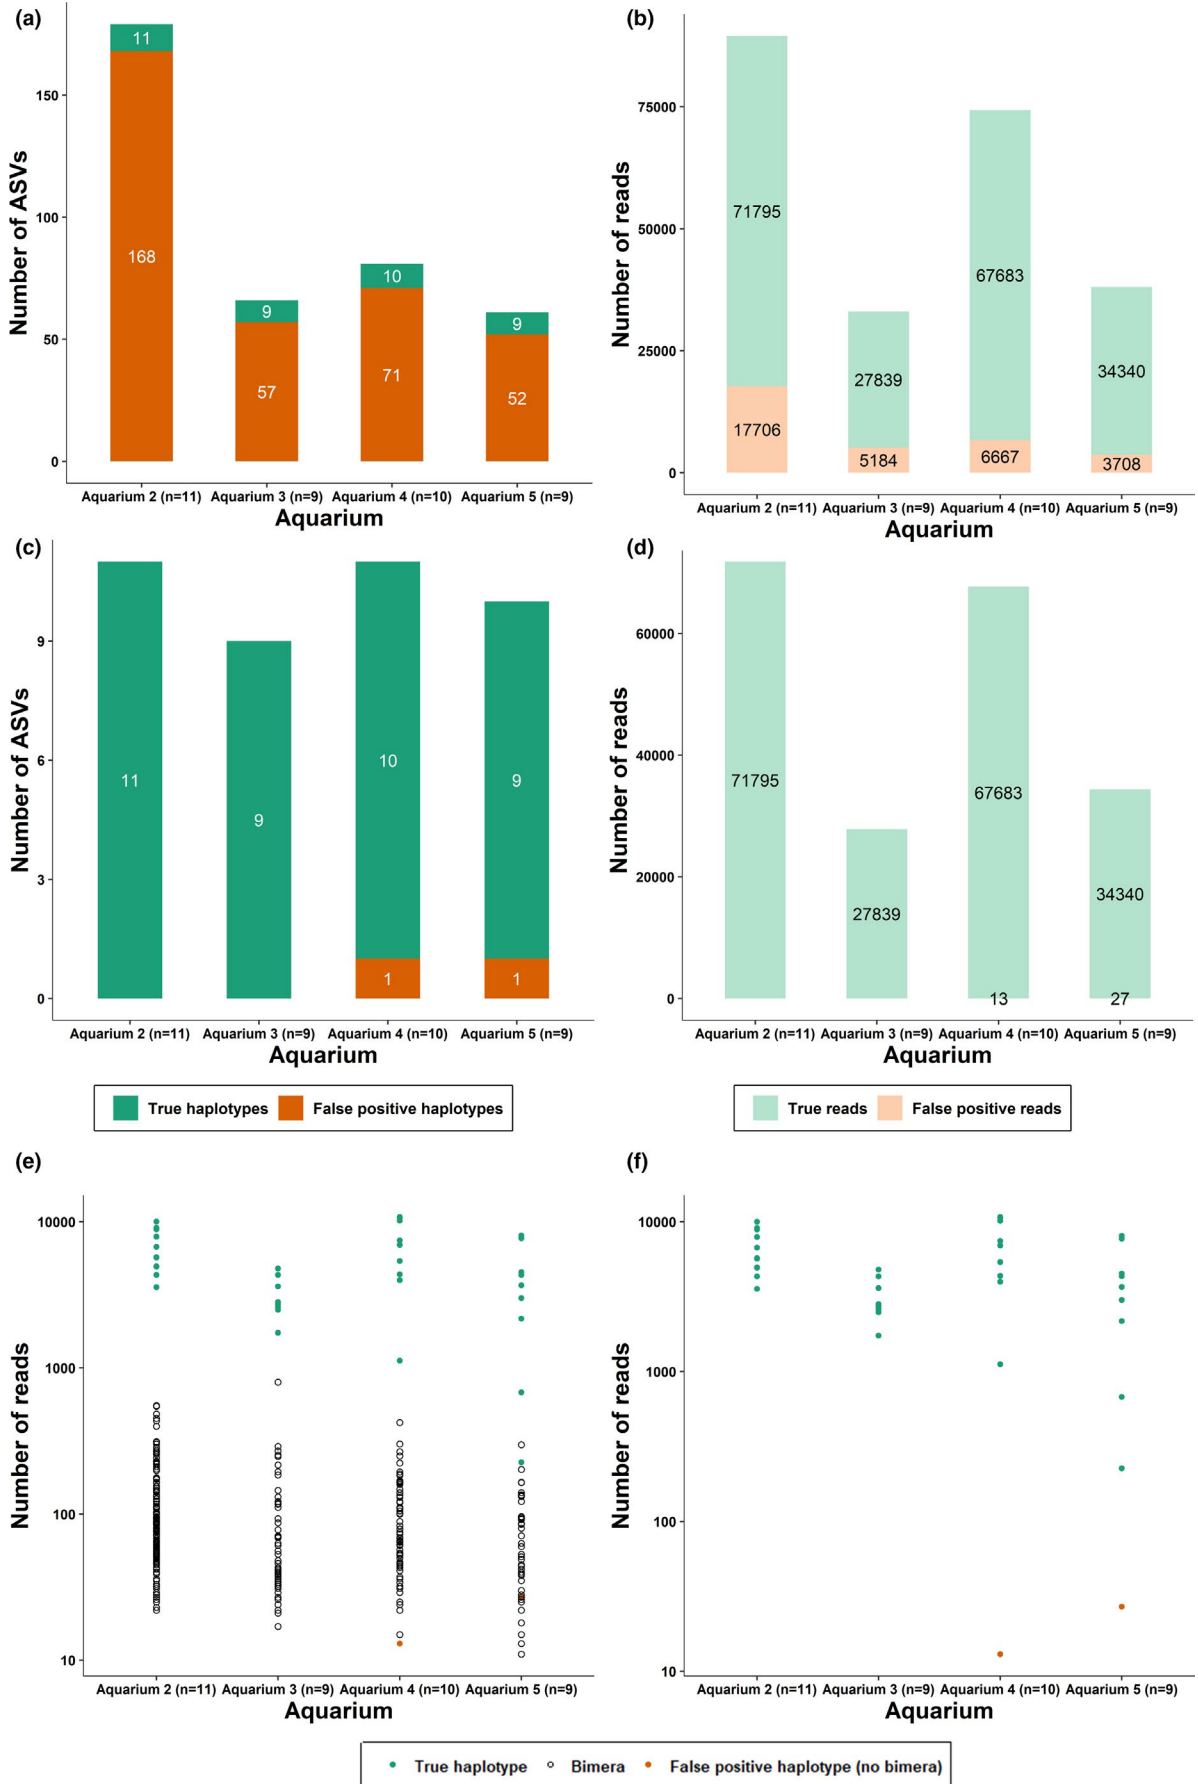 (a)
Number of ASVs
150
100
50
0
11
168
9
57
10
71
9
52
Aquarium 2 (n=11) Aquarium 3 (n=9) Aquarium 4 (n=10) Aquarium 5 (n=9)
Aquarium
(b)
Number of reads
75000
50000
25000
0
71795
17706
27839
5184
67683
6667
34340
3708
Aquarium 2 (n=11) Aquarium 3 (n=9) Aquarium 4 (n=10) Aquarium 5 (n=9)
Aquarium
(c)
Number of ASVs
9
6
3
0
11
9
10
1
9
1
Aquarium 2 (n=11) Aquarium 3 (n=9) Aquarium 4 (n=10) Aquarium 5 (n=9)
Aquarium
(d)
Number of reads
60000
40000
20000
0
71795
27839
67683
13
34340
27
Aquarium 2 (n=11) Aquarium 3 (n=9) Aquarium 4 (n=10) Aquarium 5 (n=9)
Aquarium
True haplotypes False positive haplotypes
True reads False positive reads
(e)
Number of reads
10000
1000
100
10
Aquarium 2 (n=11) Aquarium 3 (n=9) Aquarium 4 (n=10) Aquarium 5 (n=9)
Aquarium
(f)
Number of reads
10000
1000
100
10
Aquarium 2 (n=11) Aquarium 3 (n=9) Aquarium 4 (n=10) Aquarium 5 (n=9)
Aquarium
True haplotype Bimera False positive haplotype (no bimera)